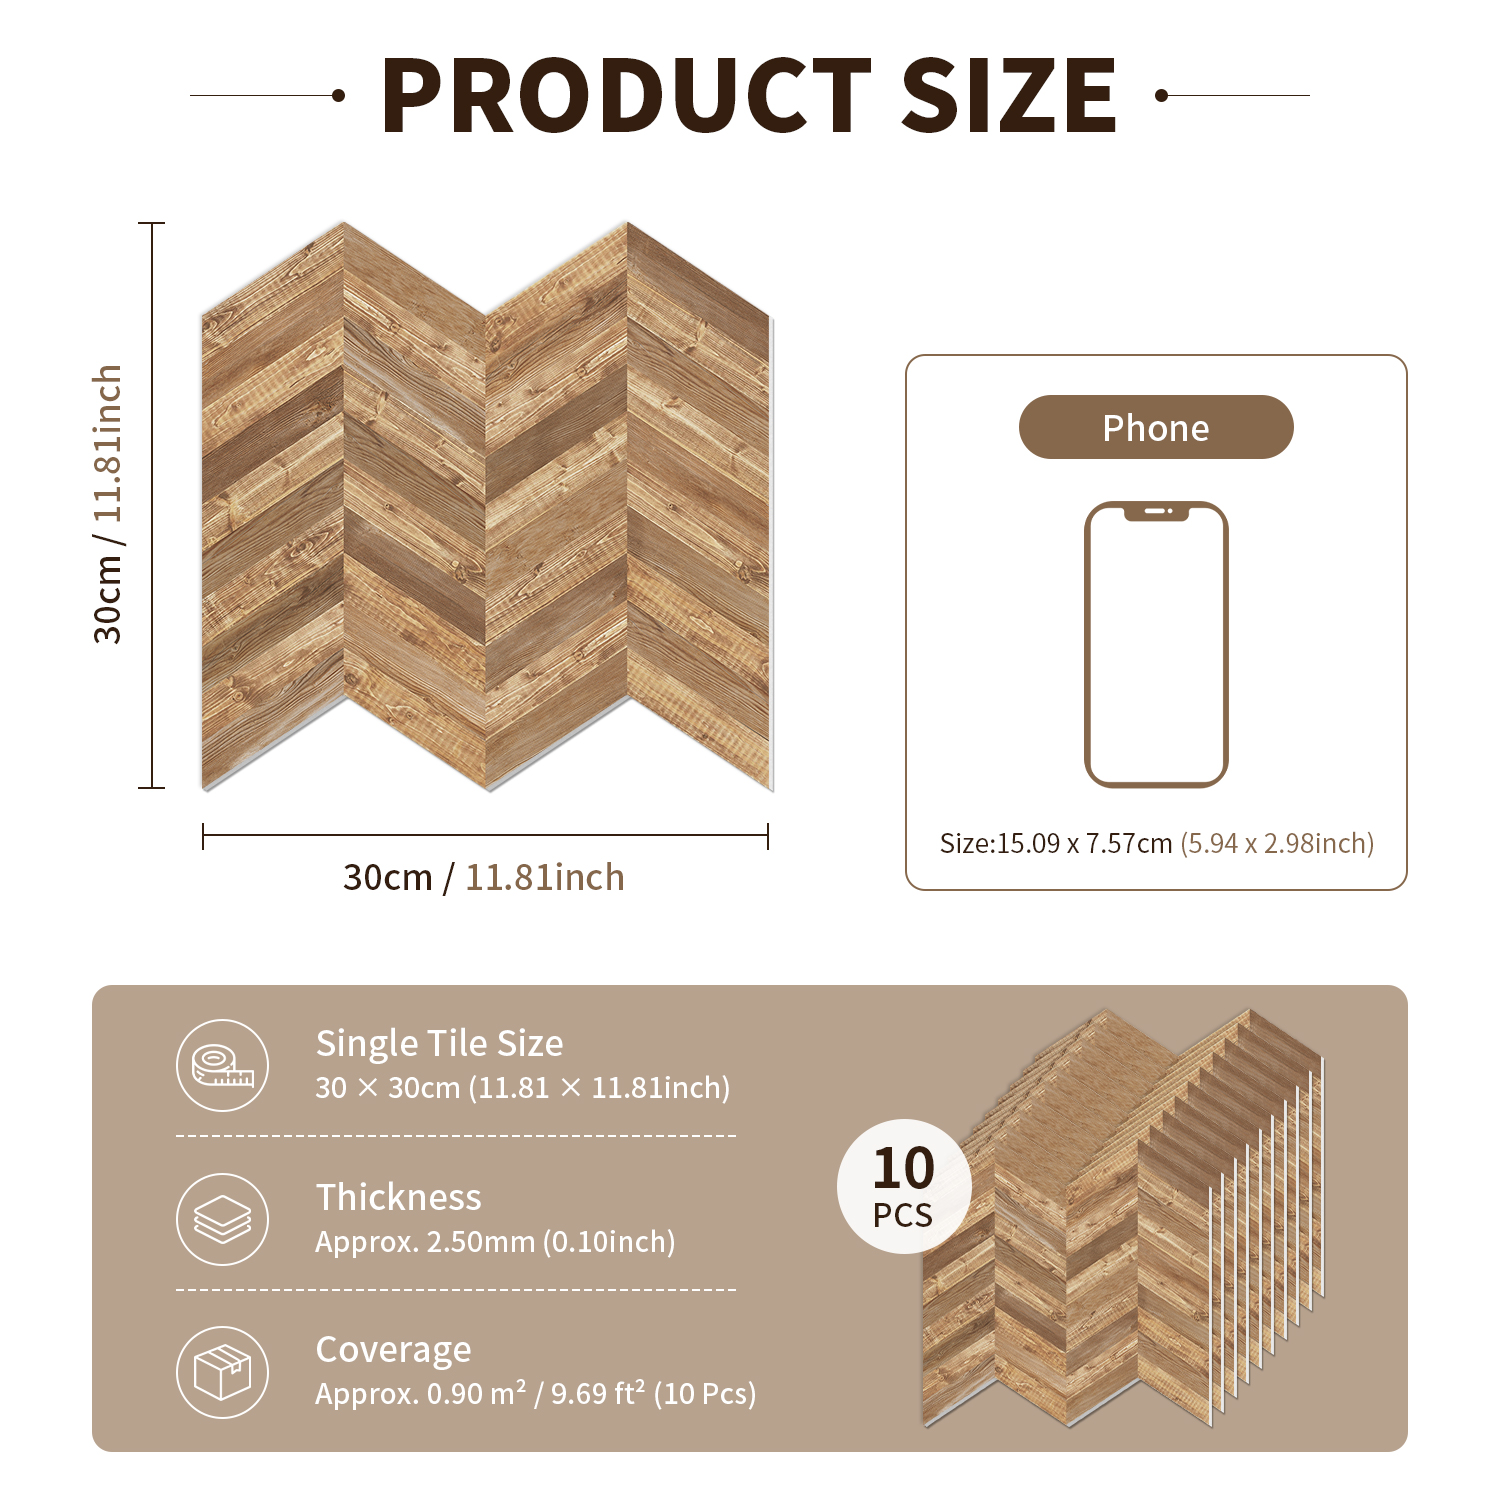 PRODUCT SIZE
30cm / 11.81inch
30cm / 11.81inch
Phone
Size:15.09 x 7.57cm (5.94 x 2.98inch)
Single Tile Size
30 × 30cm (11.81 × 11.81inch)
Thickness
Approx. 2.50mm (0.10inch)
Coverage
Approx. 0.90 m² / 9.69 ft² (10 Pcs)
10
PCS